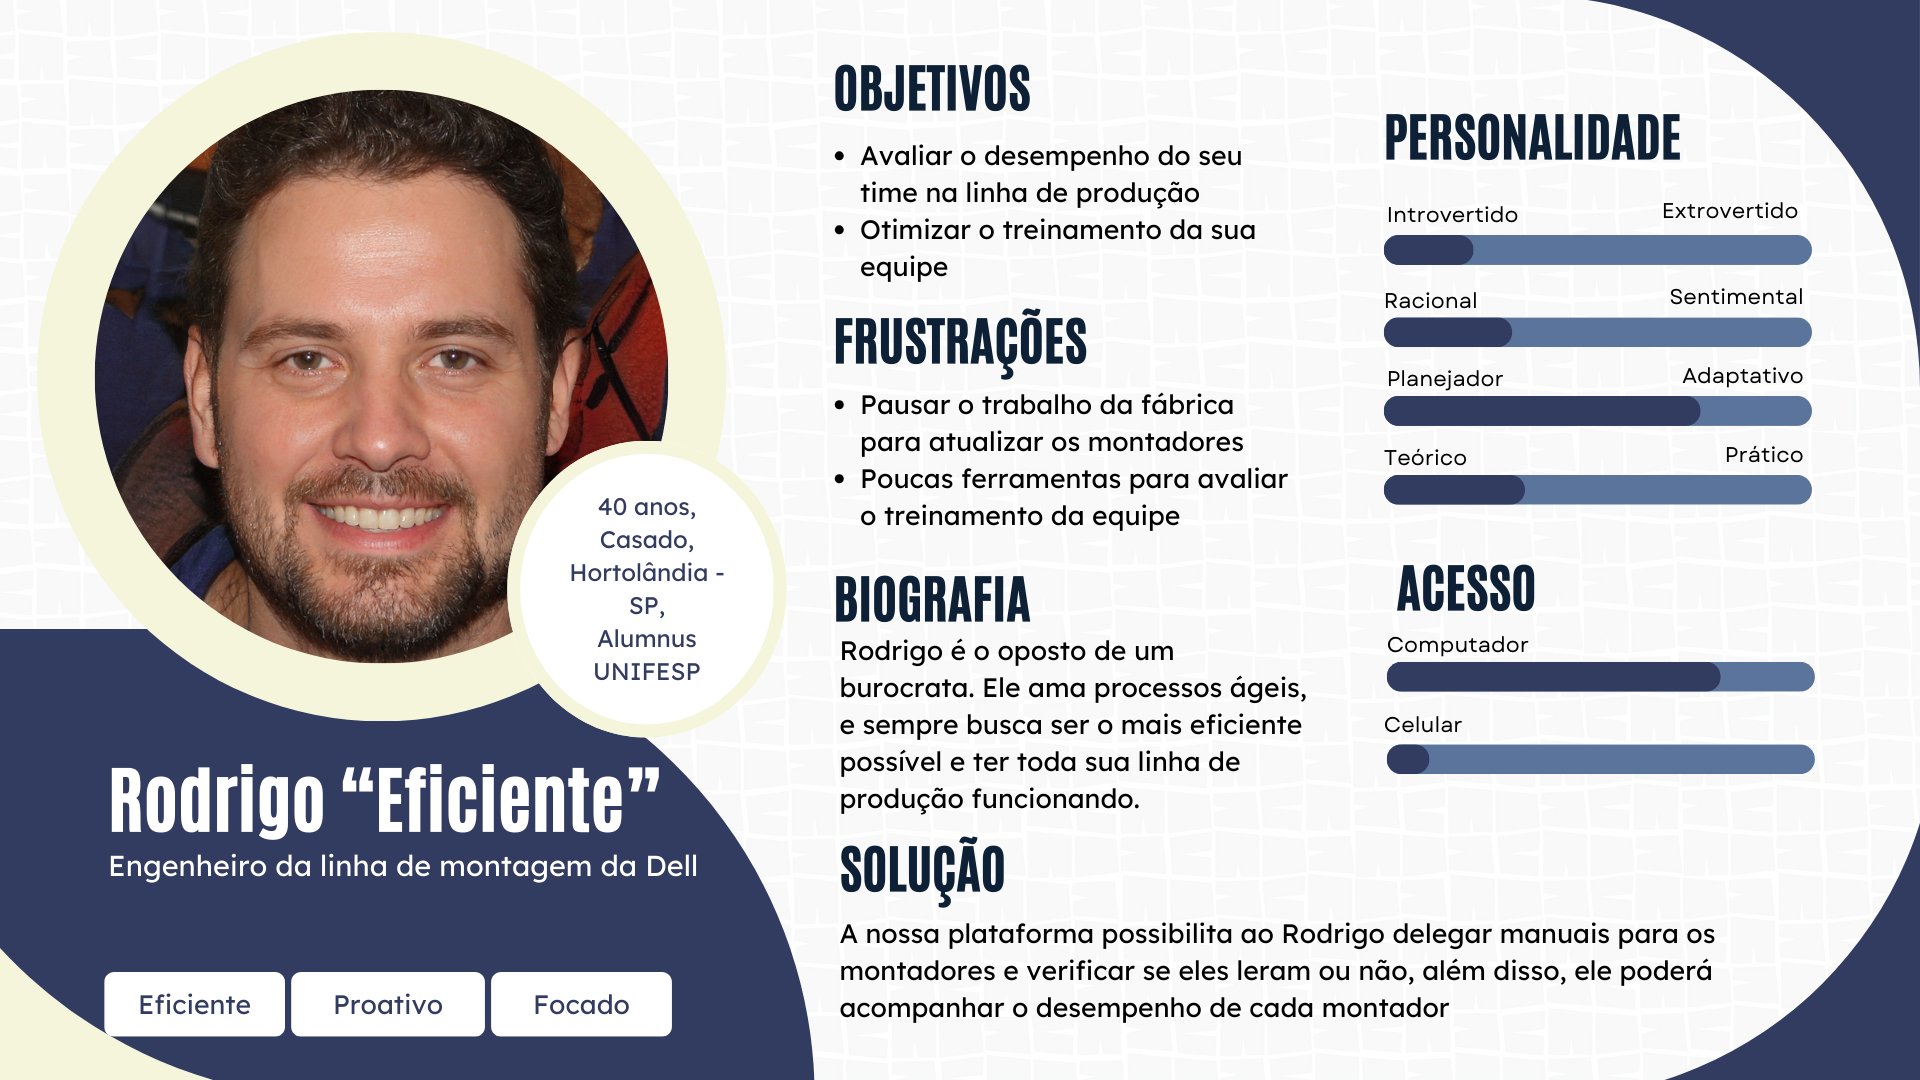 40 anos,
Casado,
Hortolândia -
SP,
Alumnus
UNIFESP
Rodrigo “Eficiente”
Engenheiro da linha de montagem da Dell
Eficiente
Proativo
Focado
OBJETIVOS
• Avaliar o desempenho do seu
time na linha de produção
• Otimizar o treinamento da sua
equipe
FRUSTRAÇÕES
• Pausar o trabalho da fábrica
para atualizar os montadores
• Poucas ferramentas para avaliar
o treinamento da equipe
BIOGRAFIA
Rodrigo é o oposto de um
burocrata. Ele ama processos ágeis,
e sempre busca ser o mais eficiente
possível e ter toda sua linha de
produção funcionando.
SOLUÇÃO
A nossa plataforma possibilita ao Rodrigo delegar manuais para os
montadores e verificar se eles leram ou não, além disso, ele poderá
acompanhar o desempenho de cada montador
PERSONALIDADE
Introvertido Extrovertido
Racional Sentimental
Planejador Adaptativo
Teórico Prático
ACESSO
Computador
Celular